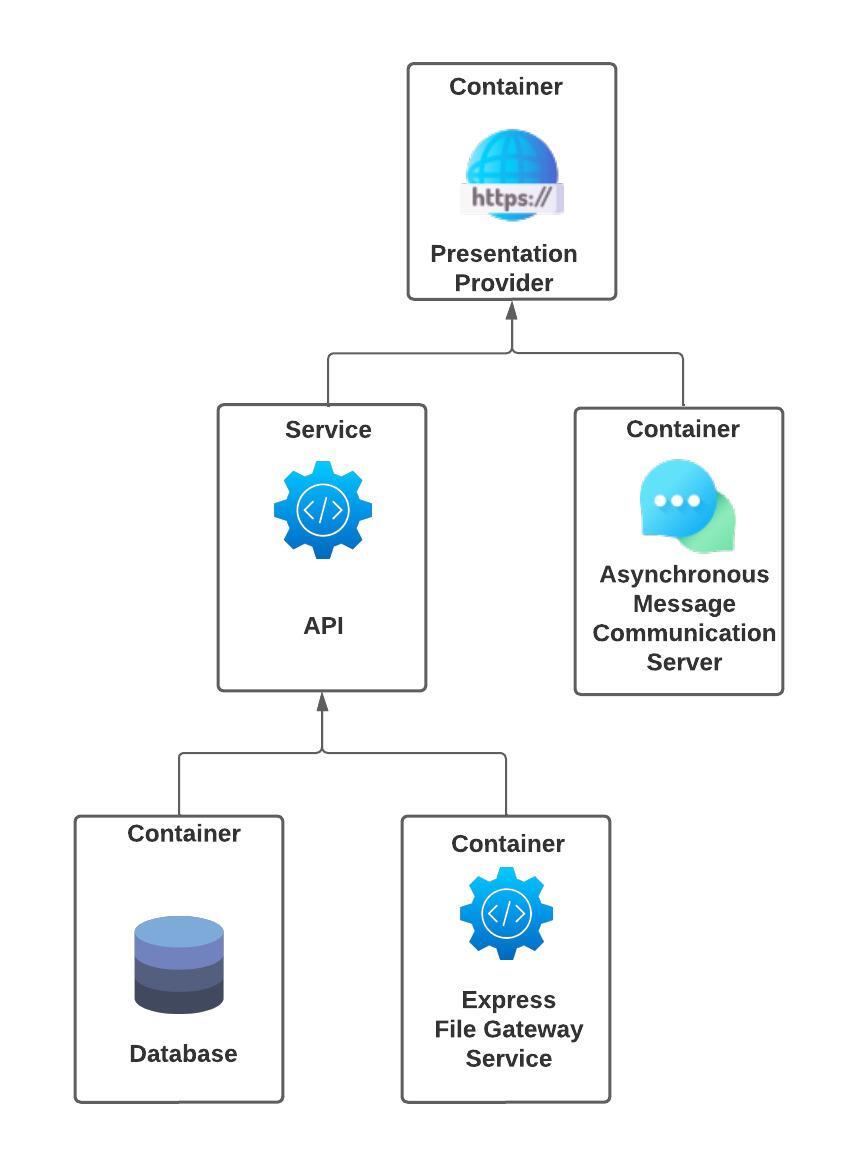 Container
https://
Presentation
Provider
Service
</>
API
Container
Asynchronous
Message
Communication
Server
Container
Database
Container
</>
Express
File Gateway
Service